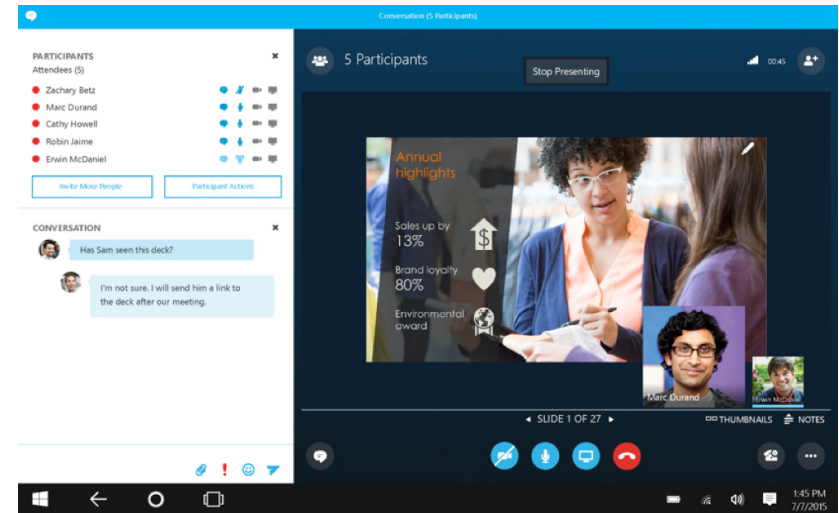 Conversation (5 Participants)
PARTICIPANTS
Attendees (5)
Zachary Betz
Marc Durand
Cathy Howell
Robin Jaime
Erwin McDaniel
Invite More People
Participant Actions
CONVERSATION
Has Sam seen this deck?
I'm not sure. I will send him a link to
the deck after our meeting.
5 Participants
Stop Presenting
00:45
Annual
highlights
Sales up by
13%
Brand loyalty
80%
Environmental
award
Marc Durand
Erwin McDaniel
SLIDE 1 OF 27
THUMBNAILS
NOTES
1:45 PM
7/7/2015